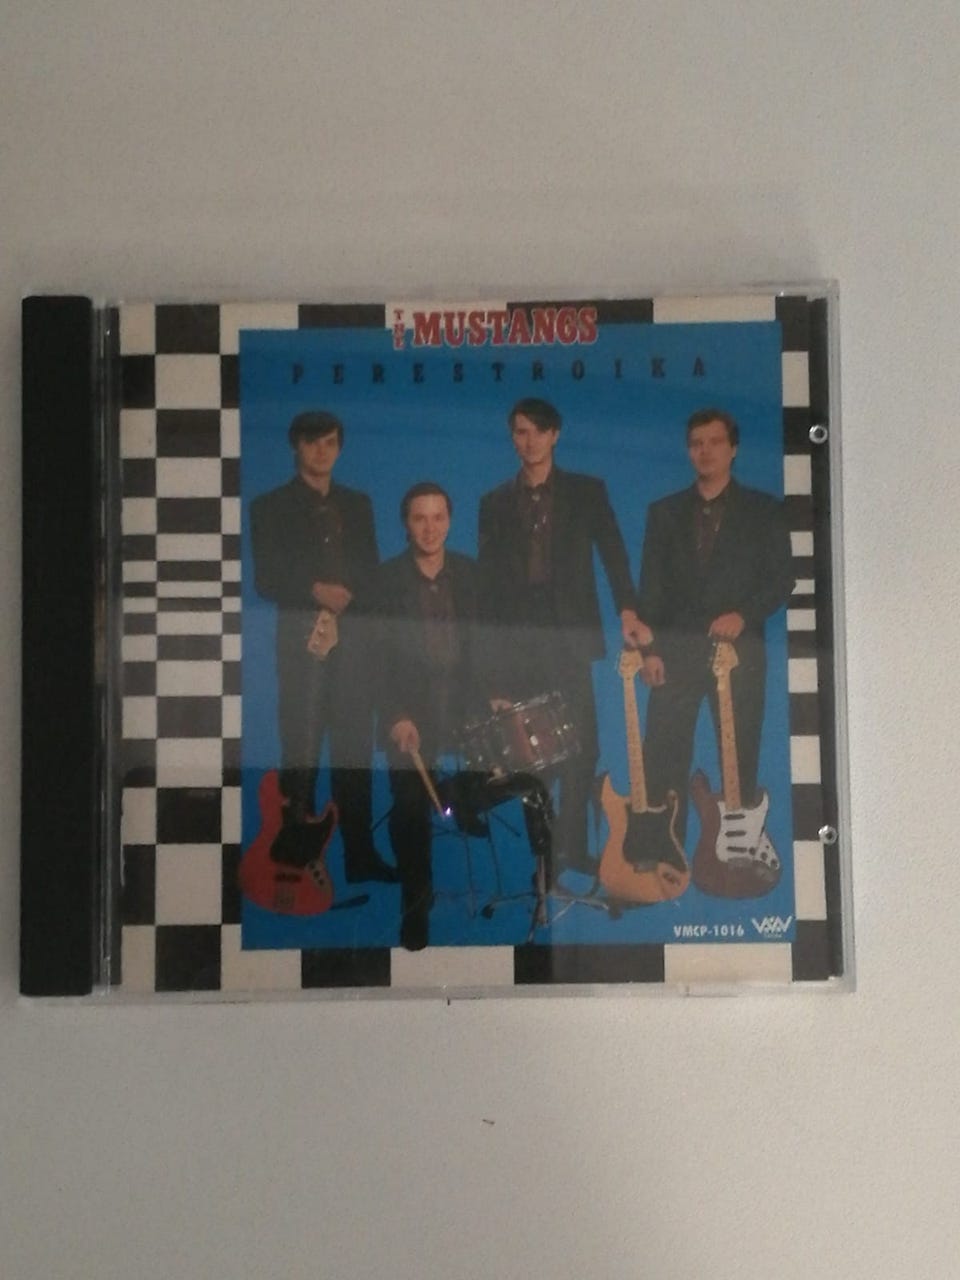 THE MUSTANGS
PERESTROIKA
VMCP-1016